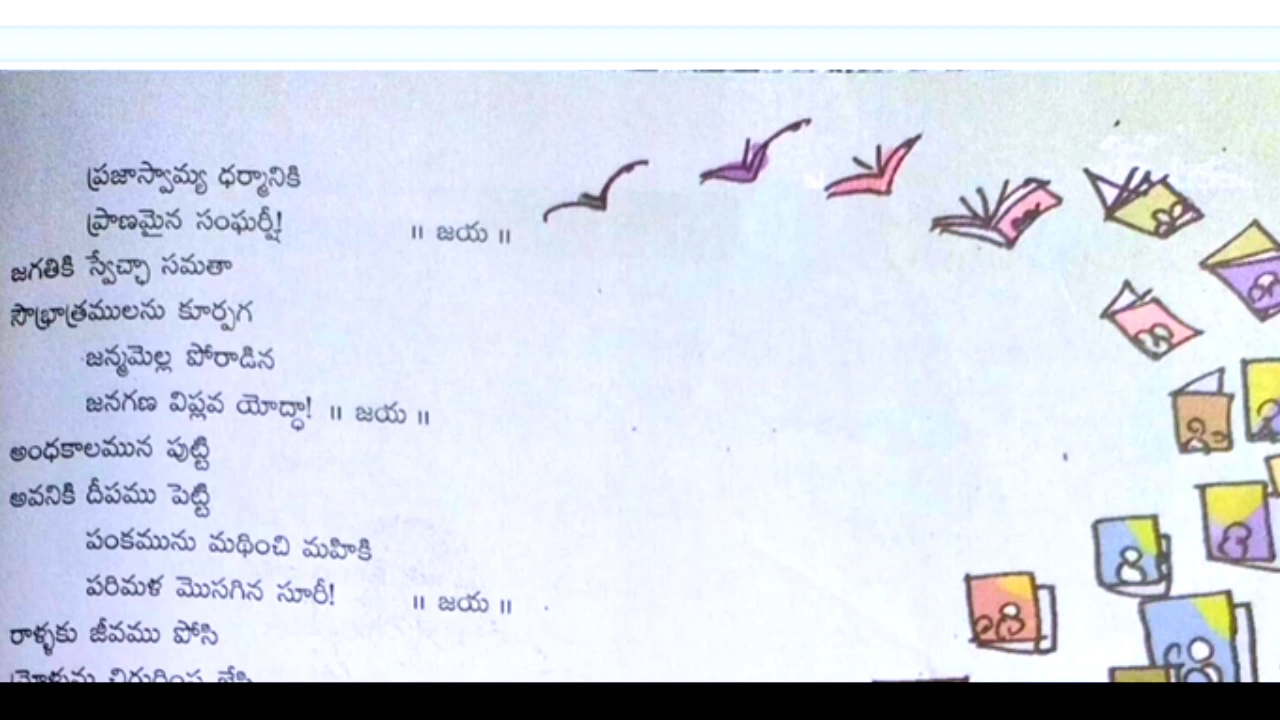 ప్రజాస్వామ్య ధర్మానికి
ప్రాణమైన సంఘర్షీ! ॥ జయ ॥
జగతికి స్వేచ్ఛా సమతా
సౌభ్రాత్రములను కూర్పగ
జన్మమెల్ల పోరాడిన
జనగణ విప్లవ యోద్ధా! ॥ జయ ॥
అంధకాలమున పుట్టి
అవనికి దీపము పెట్టి
పంకమును మథించి మహికి
పరిమళ మొసగిన సూరీ! ॥ జయ ॥
రాళ్ళకు జీవము పోసి